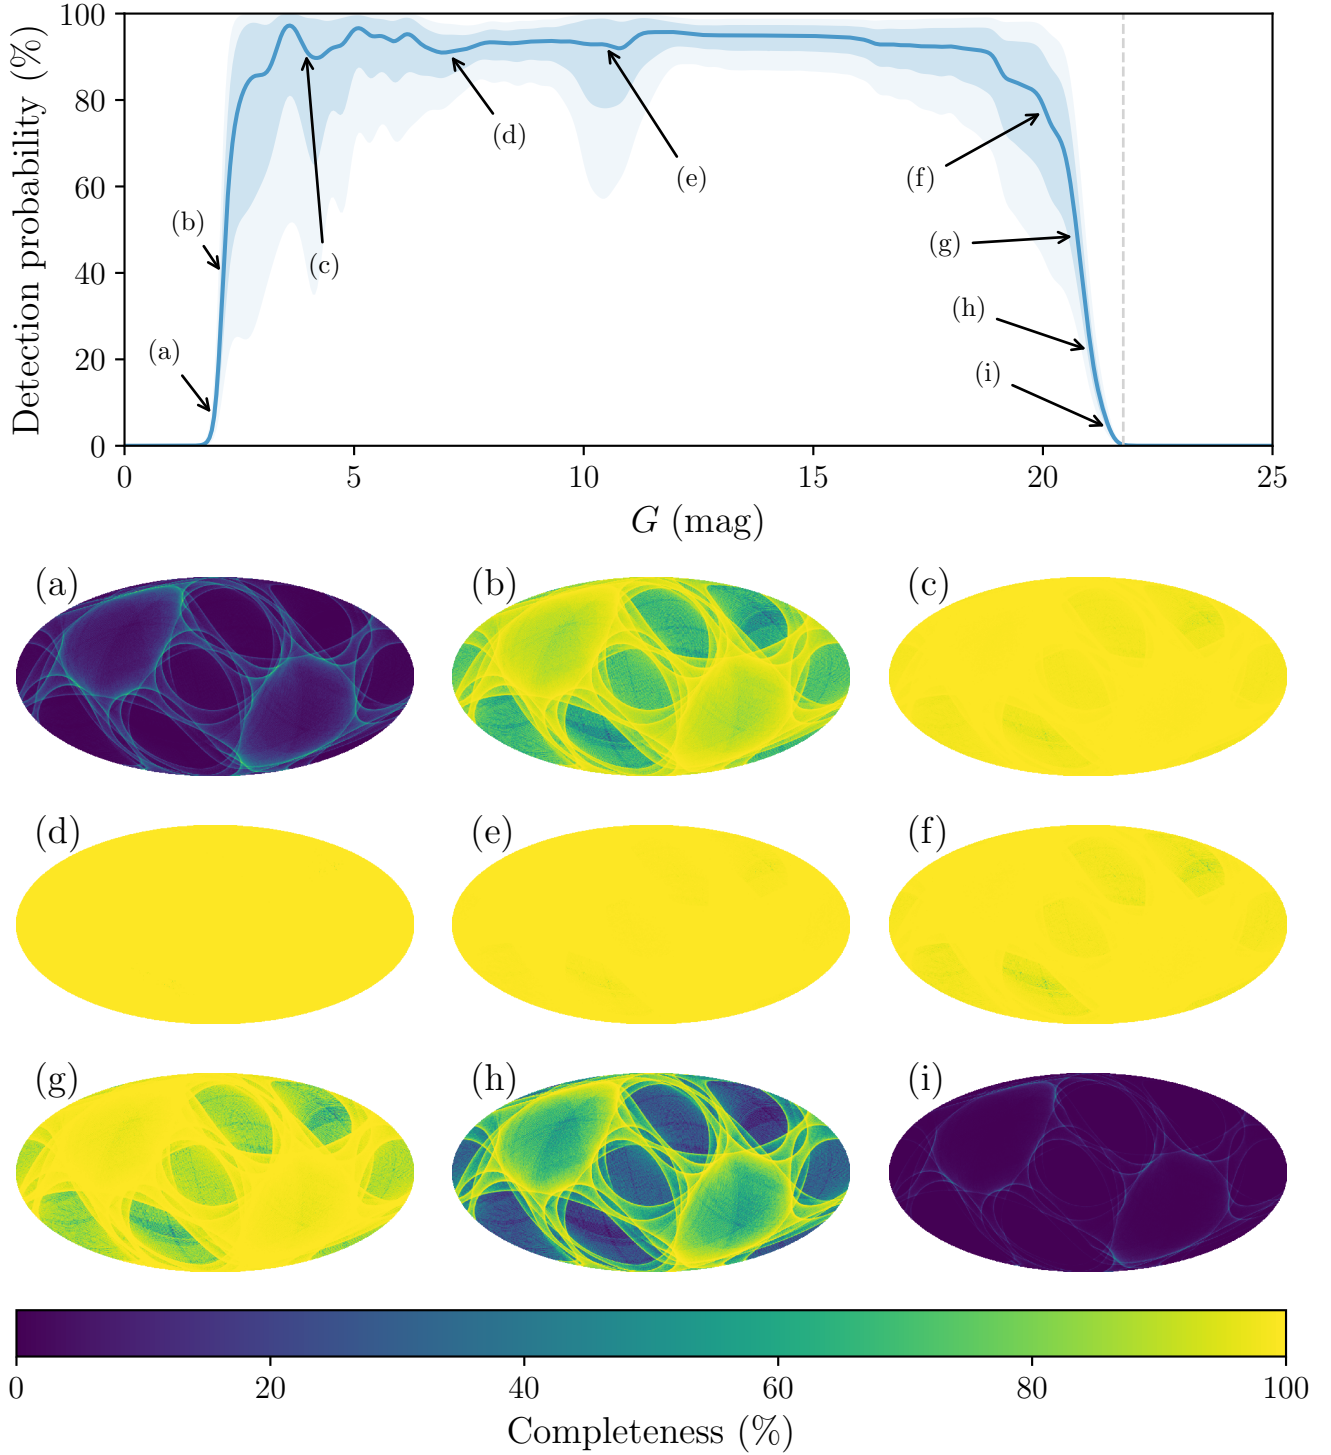 Detection probability (%)
100
80
60
40
20
0
(a)
(b)
(c)
(d)
(e)
(f)
(g)
(h)
(i)
0 5 10 15 20 25
G (mag)
(a) (b) (c)
(d) (e) (f)
(g) (h) (i)
0 20 40 60 80 100
Completeness (%)